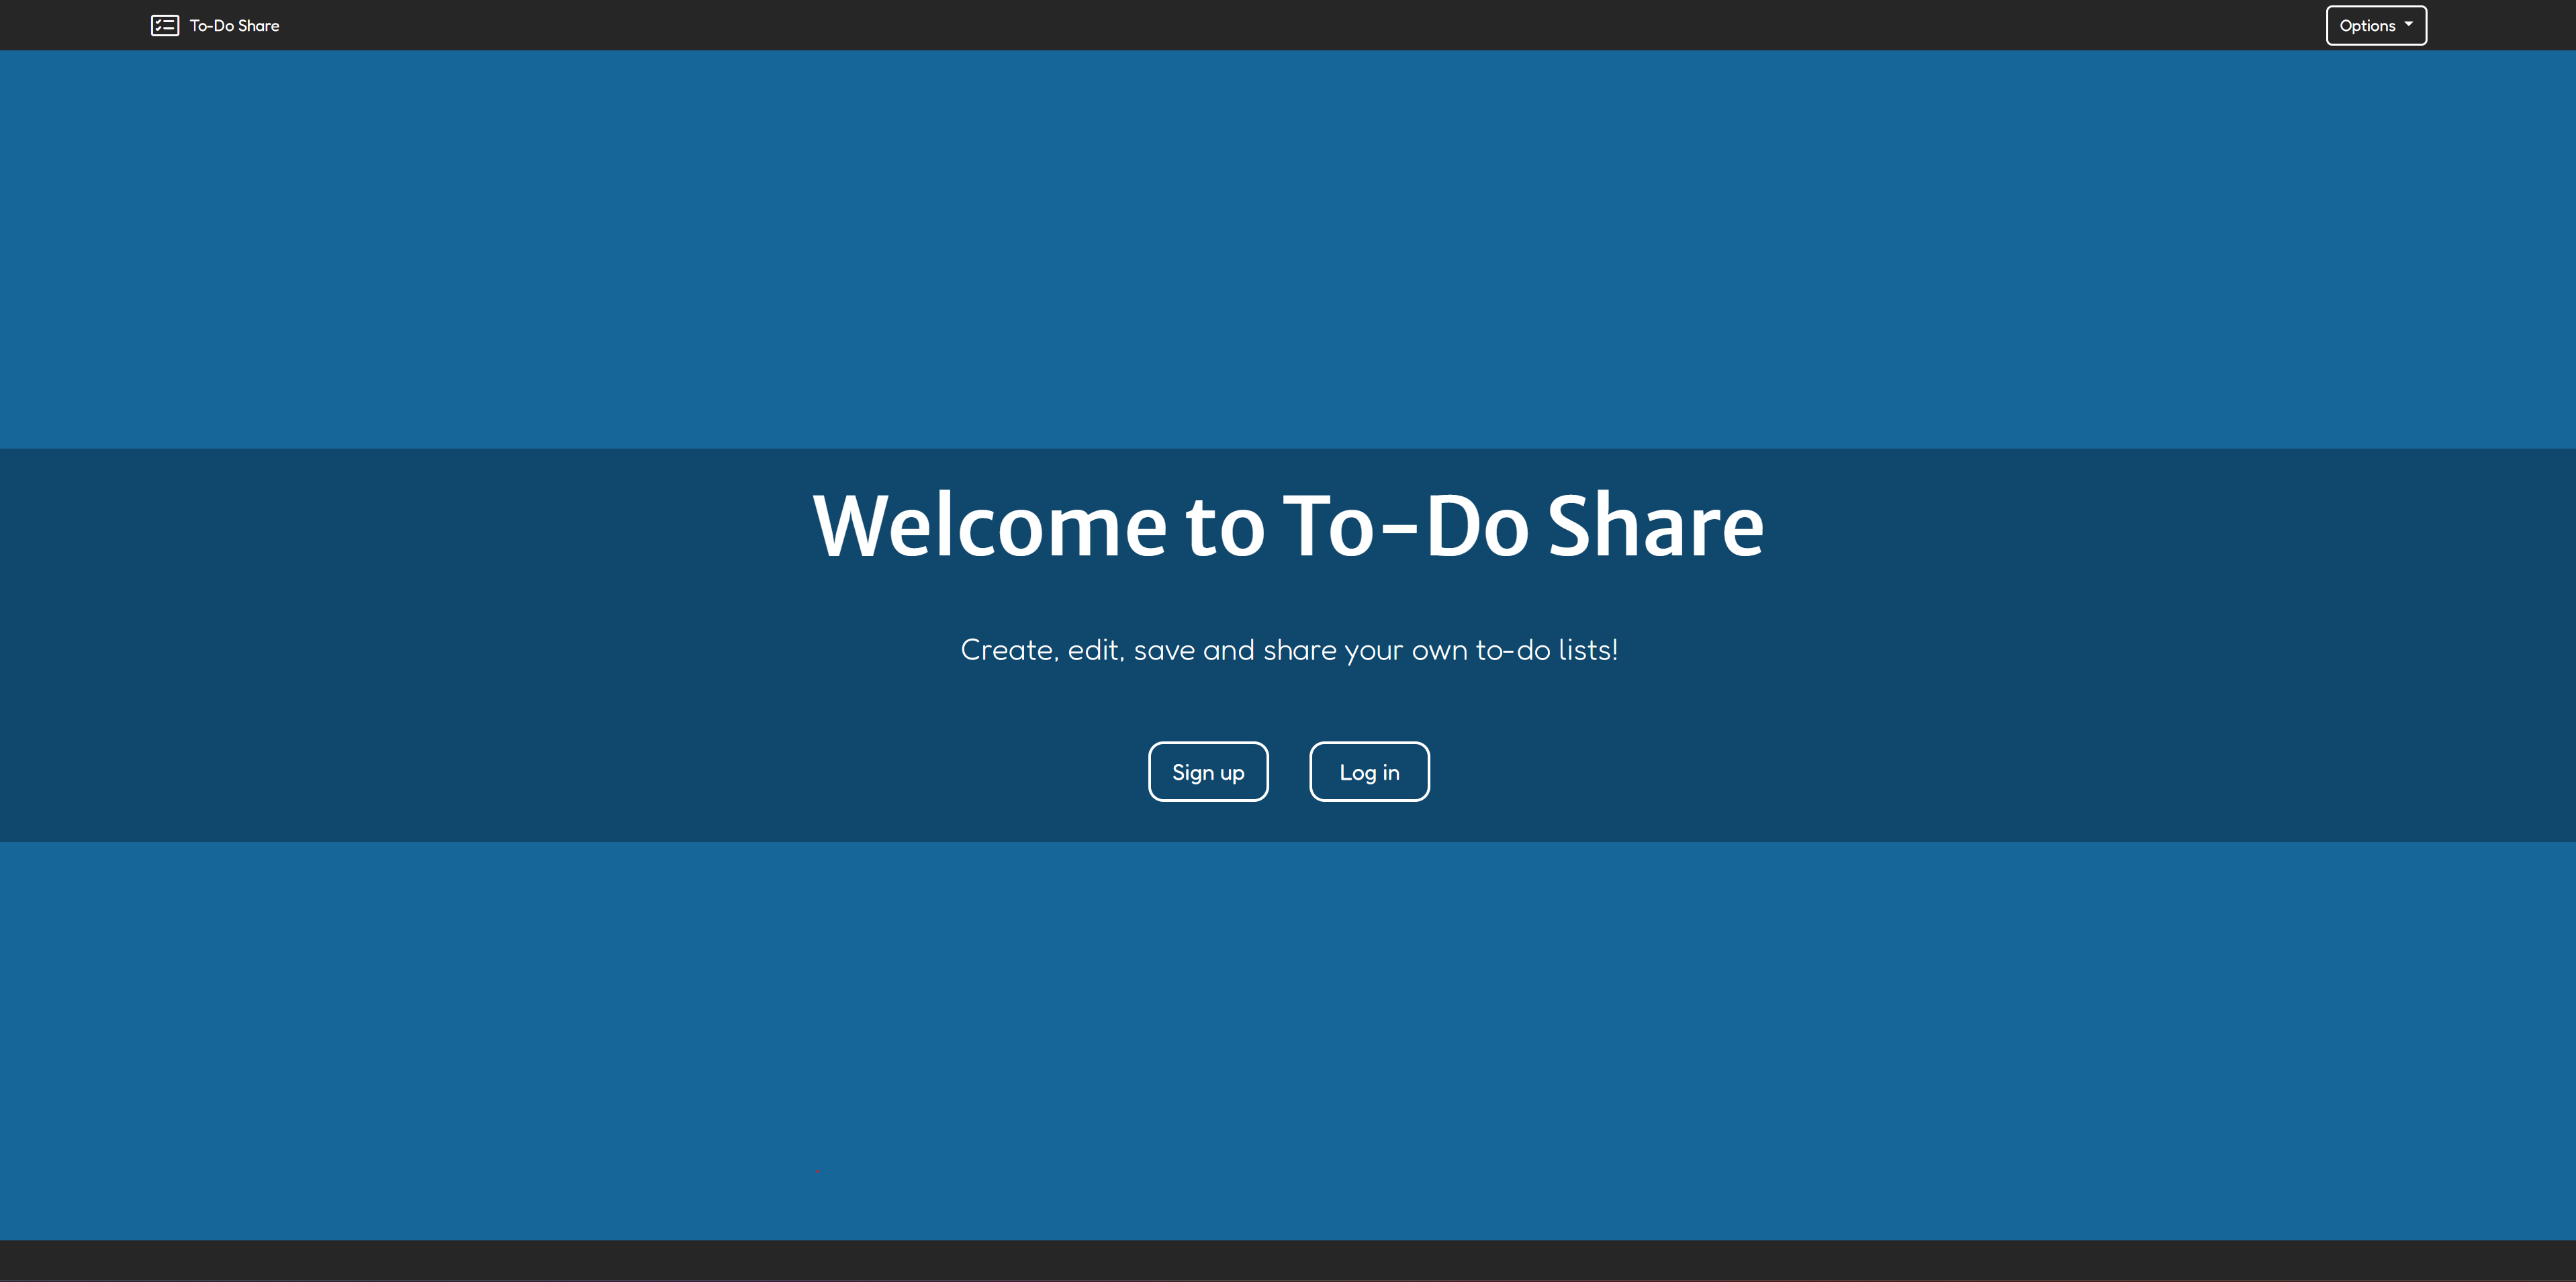 To-Do Share
Options
Welcome to To-Do Share
Create, edit, save and share your own to-do lists!
Sign up
Log in